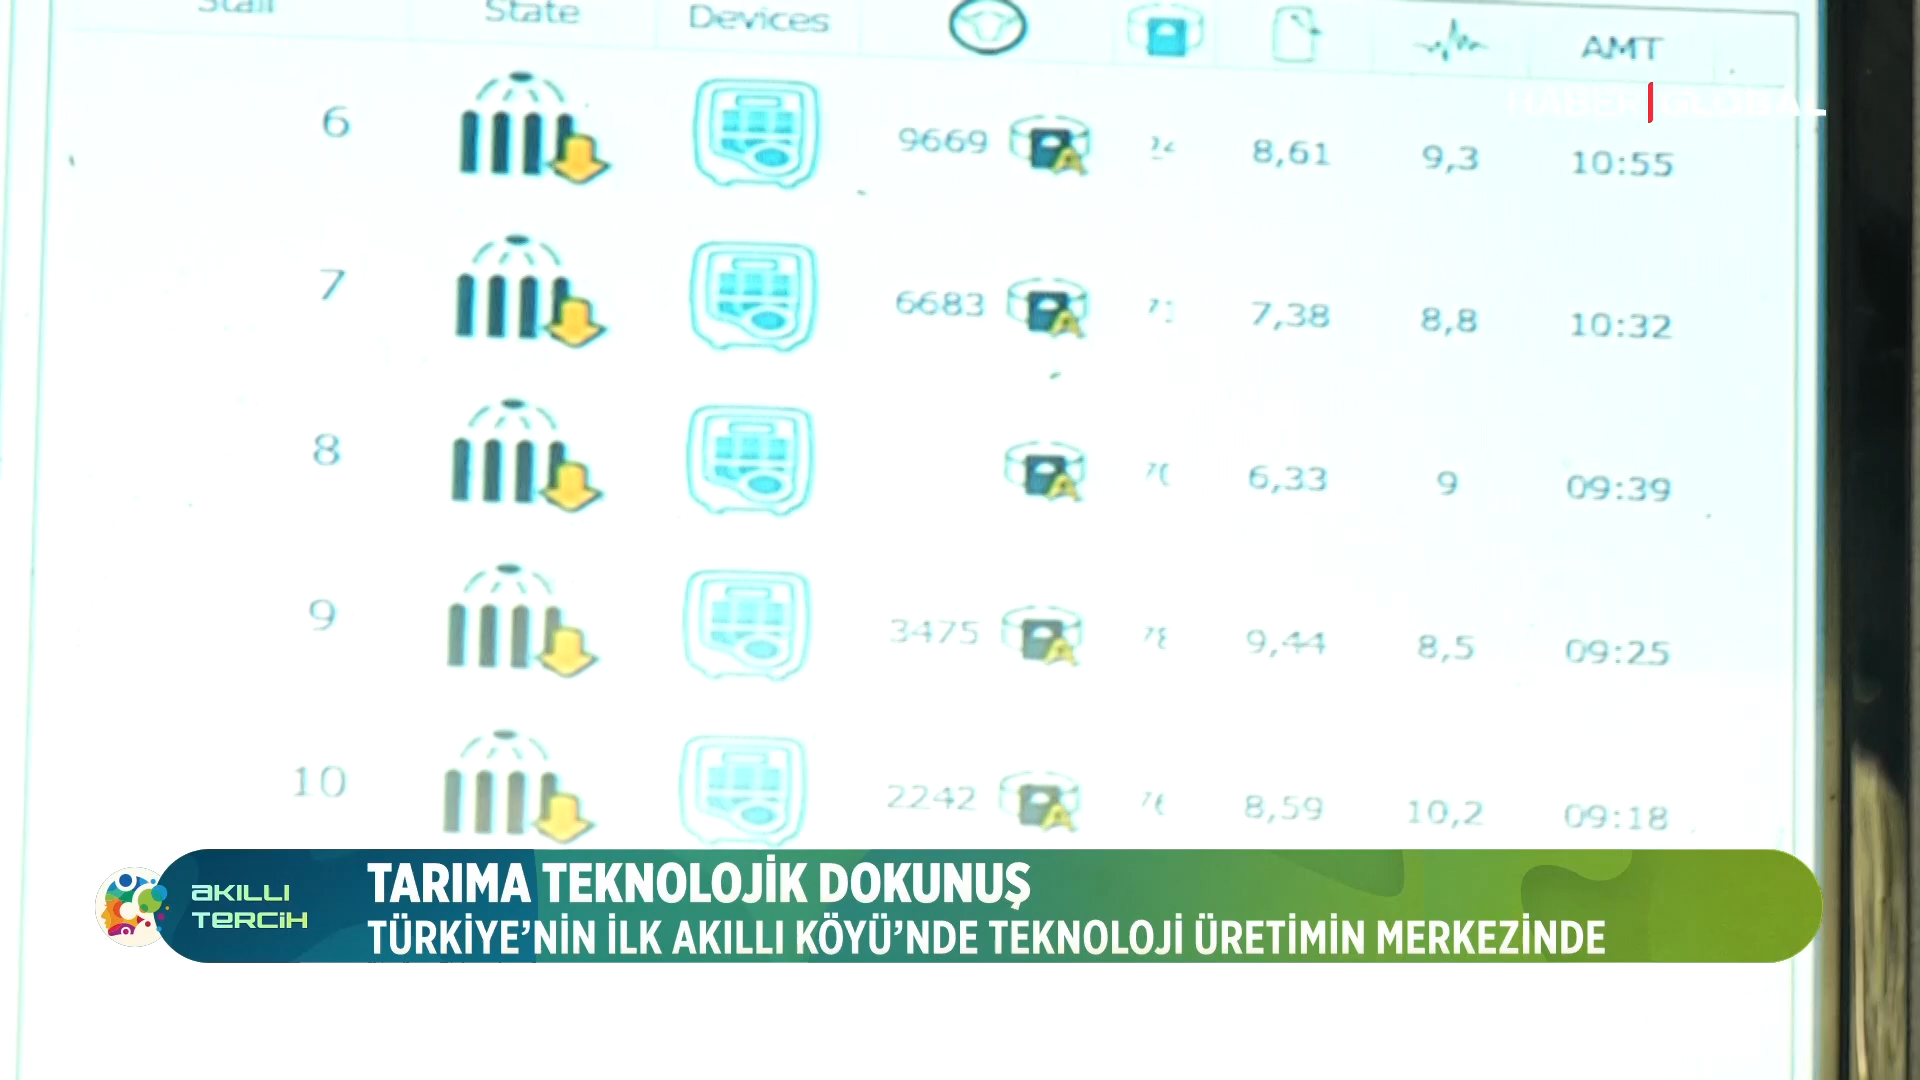 Stall State Devices AMT
HABER GLOBAL
6 9669 8,61 9,3 10:55
7 6683 7,38 8,8 10:32
8 6,33 9 09:39
9 3475 9,44 8,5 09:25
10 2242 8,59 10,2 09:18
AKILLI
TERCİH
TARIMA TEKNOLOJİK DOKUNUŞ
TÜRKİYE'NİN İLK AKILLI KÖYÜ'NDE TEKNOLOJİ ÜRETİMİN MERKEZİNDE